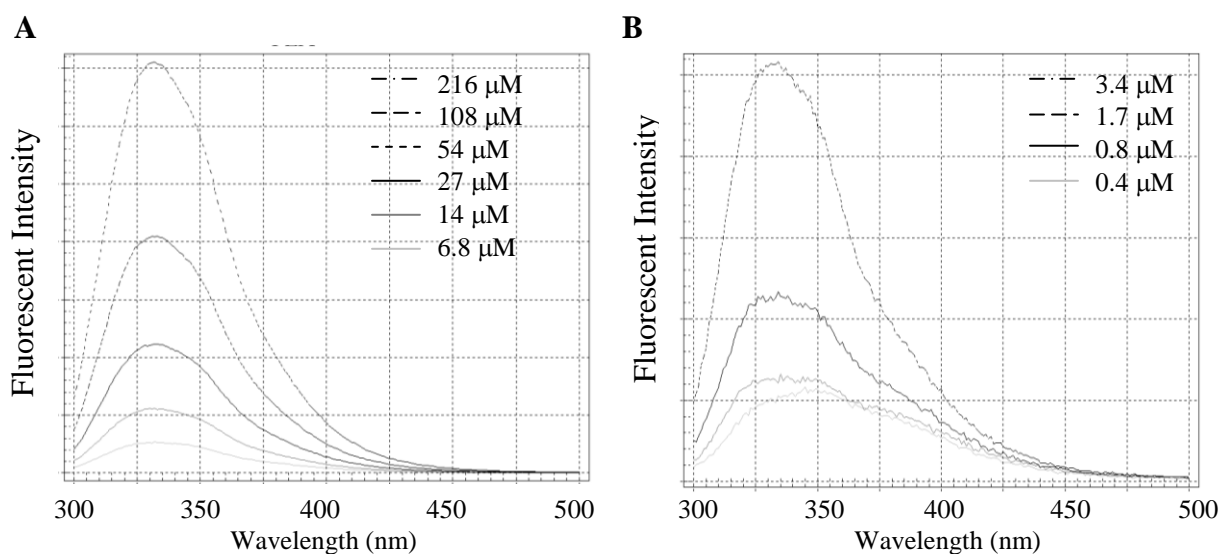 A
216 μM
108 μM
54 μM
27 μM
14 μM
6.8 μM
Fluorescent Intensity
300 350 400 450 500
Wavelength (nm)
B
3.4 μM
1.7 μM
0.8 μM
0.4 μM
Fluorescent Intensity
300 350 400 450 500
Wavelength (nm)